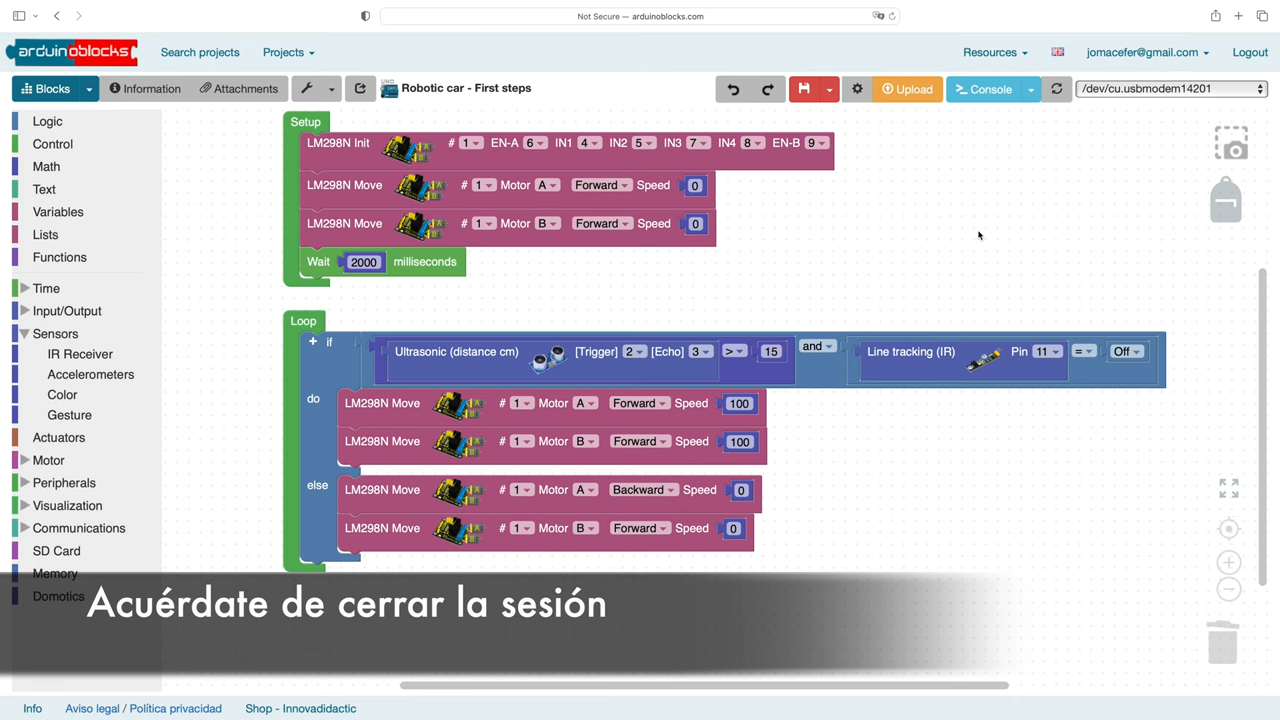 Not Secure — arduinoblocks.com
arduinoblocks
Search projects
Projects
Resources
jomacefer@gmail.com
Logout
Blocks
Information
Attachments
UNO
Robotic car - First steps
Upload
Console
/dev/cu.usbmodem14201
Logic
Control
Math
Text
Variables
Lists
Functions
Time
Input/Output
Sensors
IR Receiver
Accelerometers
Color
Gesture
Actuators
Motor
Peripherals
Visualization
Communications
SD Card
Memory
Domotics
Setup
LM298N Init # 1 EN-A 6 IN1 4 IN2 5 IN3 7 IN4 8 EN-B 9
LM298N Move # 1 Motor A Forward Speed 0
LM298N Move # 1 Motor B Forward Speed 0
Wait 2000 milliseconds
Loop
+ if Ultrasonic (distance cm) [Trigger] 2 [Echo] 3 > 15 and Line tracking (IR) Pin 11 = Off
do
LM298N Move # 1 Motor A Forward Speed 100
LM298N Move # 1 Motor B Forward Speed 100
else
LM298N Move # 1 Motor A Backward Speed 0
LM298N Move # 1 Motor B Forward Speed 0
Acuérdate de cerrar la sesión
Info
Aviso legal / Política privacidad
Shop - Innovadidactic